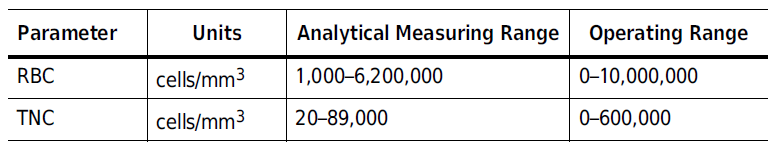 Parameter Units Analytical Measuring Range Operating Range
RBC cells/mm3 1,000–6,200,000 0–10,000,000
TNC cells/mm3 20–89,000 0–600,000